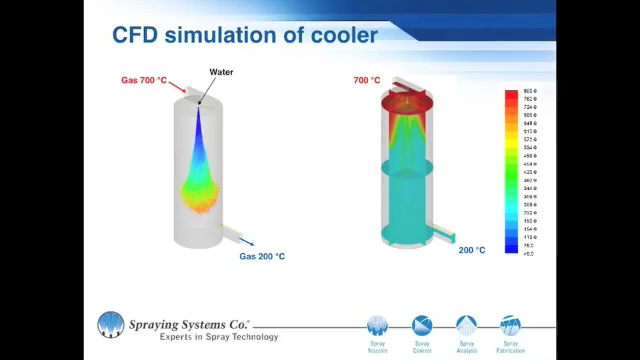 CFD simulation of cooler
Water
Gas 700 °C
700 °C
Gas 200 °C
200 °C
Spraying Systems Co.®
Experts in Spray Technology
Spray Nozzles
Spray Control
Spray Analysis
Spray Fabrication